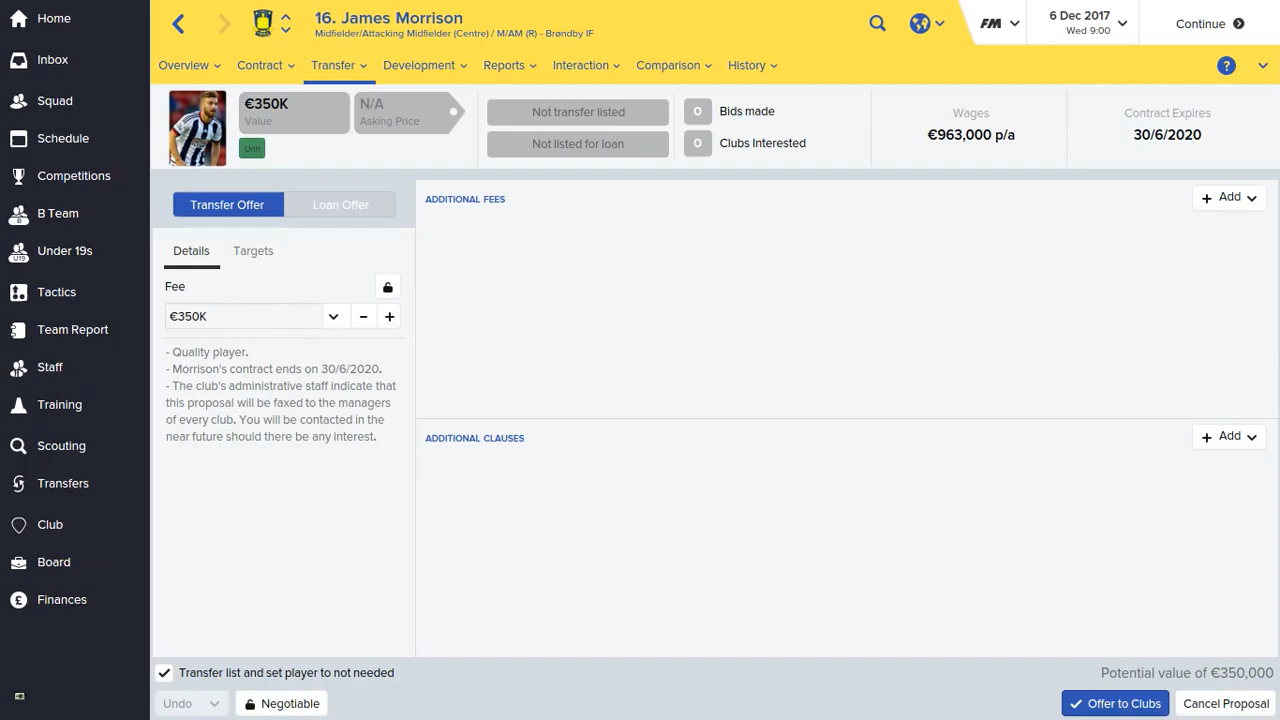 Home
Inbox
Squad
Schedule
Competitions
B Team
Under 19s
U19
Tactics
Team Report
Staff
Training
Scouting
Transfers
Club
Board
Finances
16. James Morrison
Midfielder/Attacking Midfielder (Centre) / M/AM (R) - Brøndby IF
FM
6 Dec 2017
Wed 9:00
Continue
Overview
Contract
Transfer
Development
Reports
Interaction
Comparison
History
?
€350K
Value
N/A
Asking Price
Unh
Not transfer listed
Not listed for loan
0 Bids made
0 Clubs Interested
Wages
€963,000 p/a
Contract Expires
30/6/2020
Transfer Offer
Loan Offer
Details
Targets
Fee
€350K
- Quality player.
- Morrison's contract ends on 30/6/2020.
- The club's administrative staff indicate that
this proposal will be faxed to the managers
of every club. You will be contacted in the
near future should there be any interest.
ADDITIONAL FEES
Add
ADDITIONAL CLAUSES
Add
Transfer list and set player to not needed
Potential value of €350,000
Undo
Negotiable
Offer to Clubs
Cancel Proposal